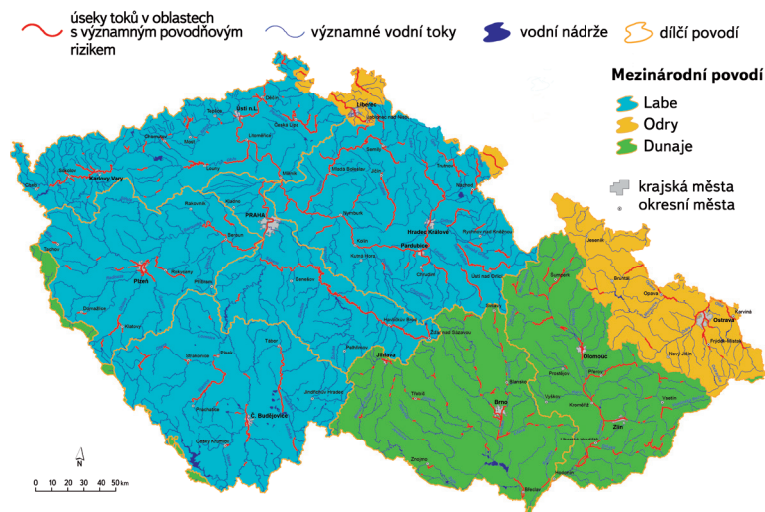 úseky toků v oblastech
s významným povodňovým
rizikem
významné vodní toky
vodní nádrže
dílčí povodí
Mezinárodní povodí
Labe
Odry
Dunaje
krajská města
okresní města
Děčín
Teplice
Ústí n.L.
Liberec
Jablonec nad Nisou
Česká Lípa
Chomutov
Most
Litoměřice
Semily
Trutnov
Sokolov
Karlovy Vary
Louny
Mělník
Mladá Boleslav
Jičín
Náchod
Cheb
Rakovník
Kladno
PRAHA
Nymburk
Hradec Králové
Rychnov nad Kněžnou
Beroun
Kolín
Pardubice
Jeseník
Tachov
Kutná Hora
Plzeň
Rokycany
Příbram
Benešov
Chrudim
Ústí nad Orlicí
Šumperk
Bruntál
Opava
Karviná
Ostrava
Domažlice
Klatovy
Havlíčkův Brod
Svitavy
Žďár nad Sázavou
Frýdek-Místek
Nový Jičín
Strakonice
Písek
Tábor
Pelhřimov
Jihlava
Olomouc
Přerov
Prostějov
Blansko
Prachatice
Č. Budějovice
Jindřichův Hradec
Třebíč
Brno
Vyškov
Kroměříž
Vsetín
Zlín
Český Krumlov
Znojmo
Hodonín
Břeclav
N
0 10 20 30 40 50 km